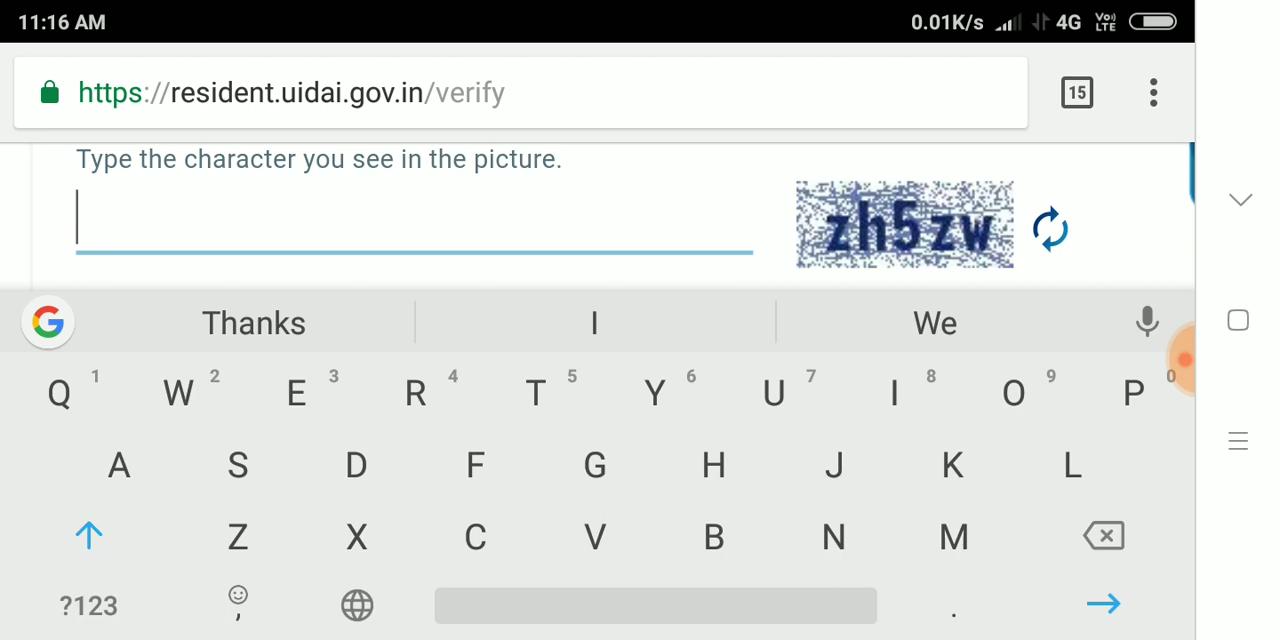 11:16 AM 0.01K/s 4G Vo) LTE
https://resident.uidai.gov.in/verify 15
Type the character you see in the picture.
zh5zw
G Thanks I We
Q 1 W 2 E 3 R 4 T 5 Y 6 U 7 I 8 O 9 P 0
A S D F G H J K L
Z X C V B N M
?123 , .